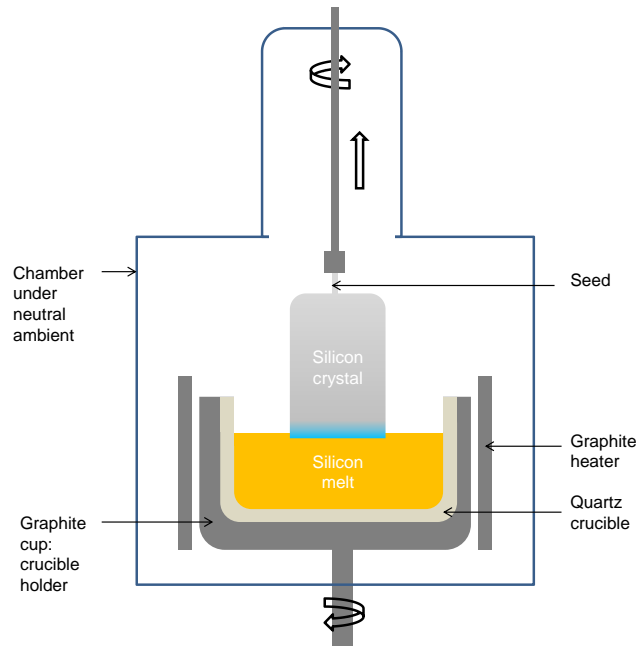 Chamber
under
neutral
ambient
Seed
Silicon
crystal
Graphite
heater
Silicon
melt
Quartz
crucible
Graphite
cup:
crucible
holder